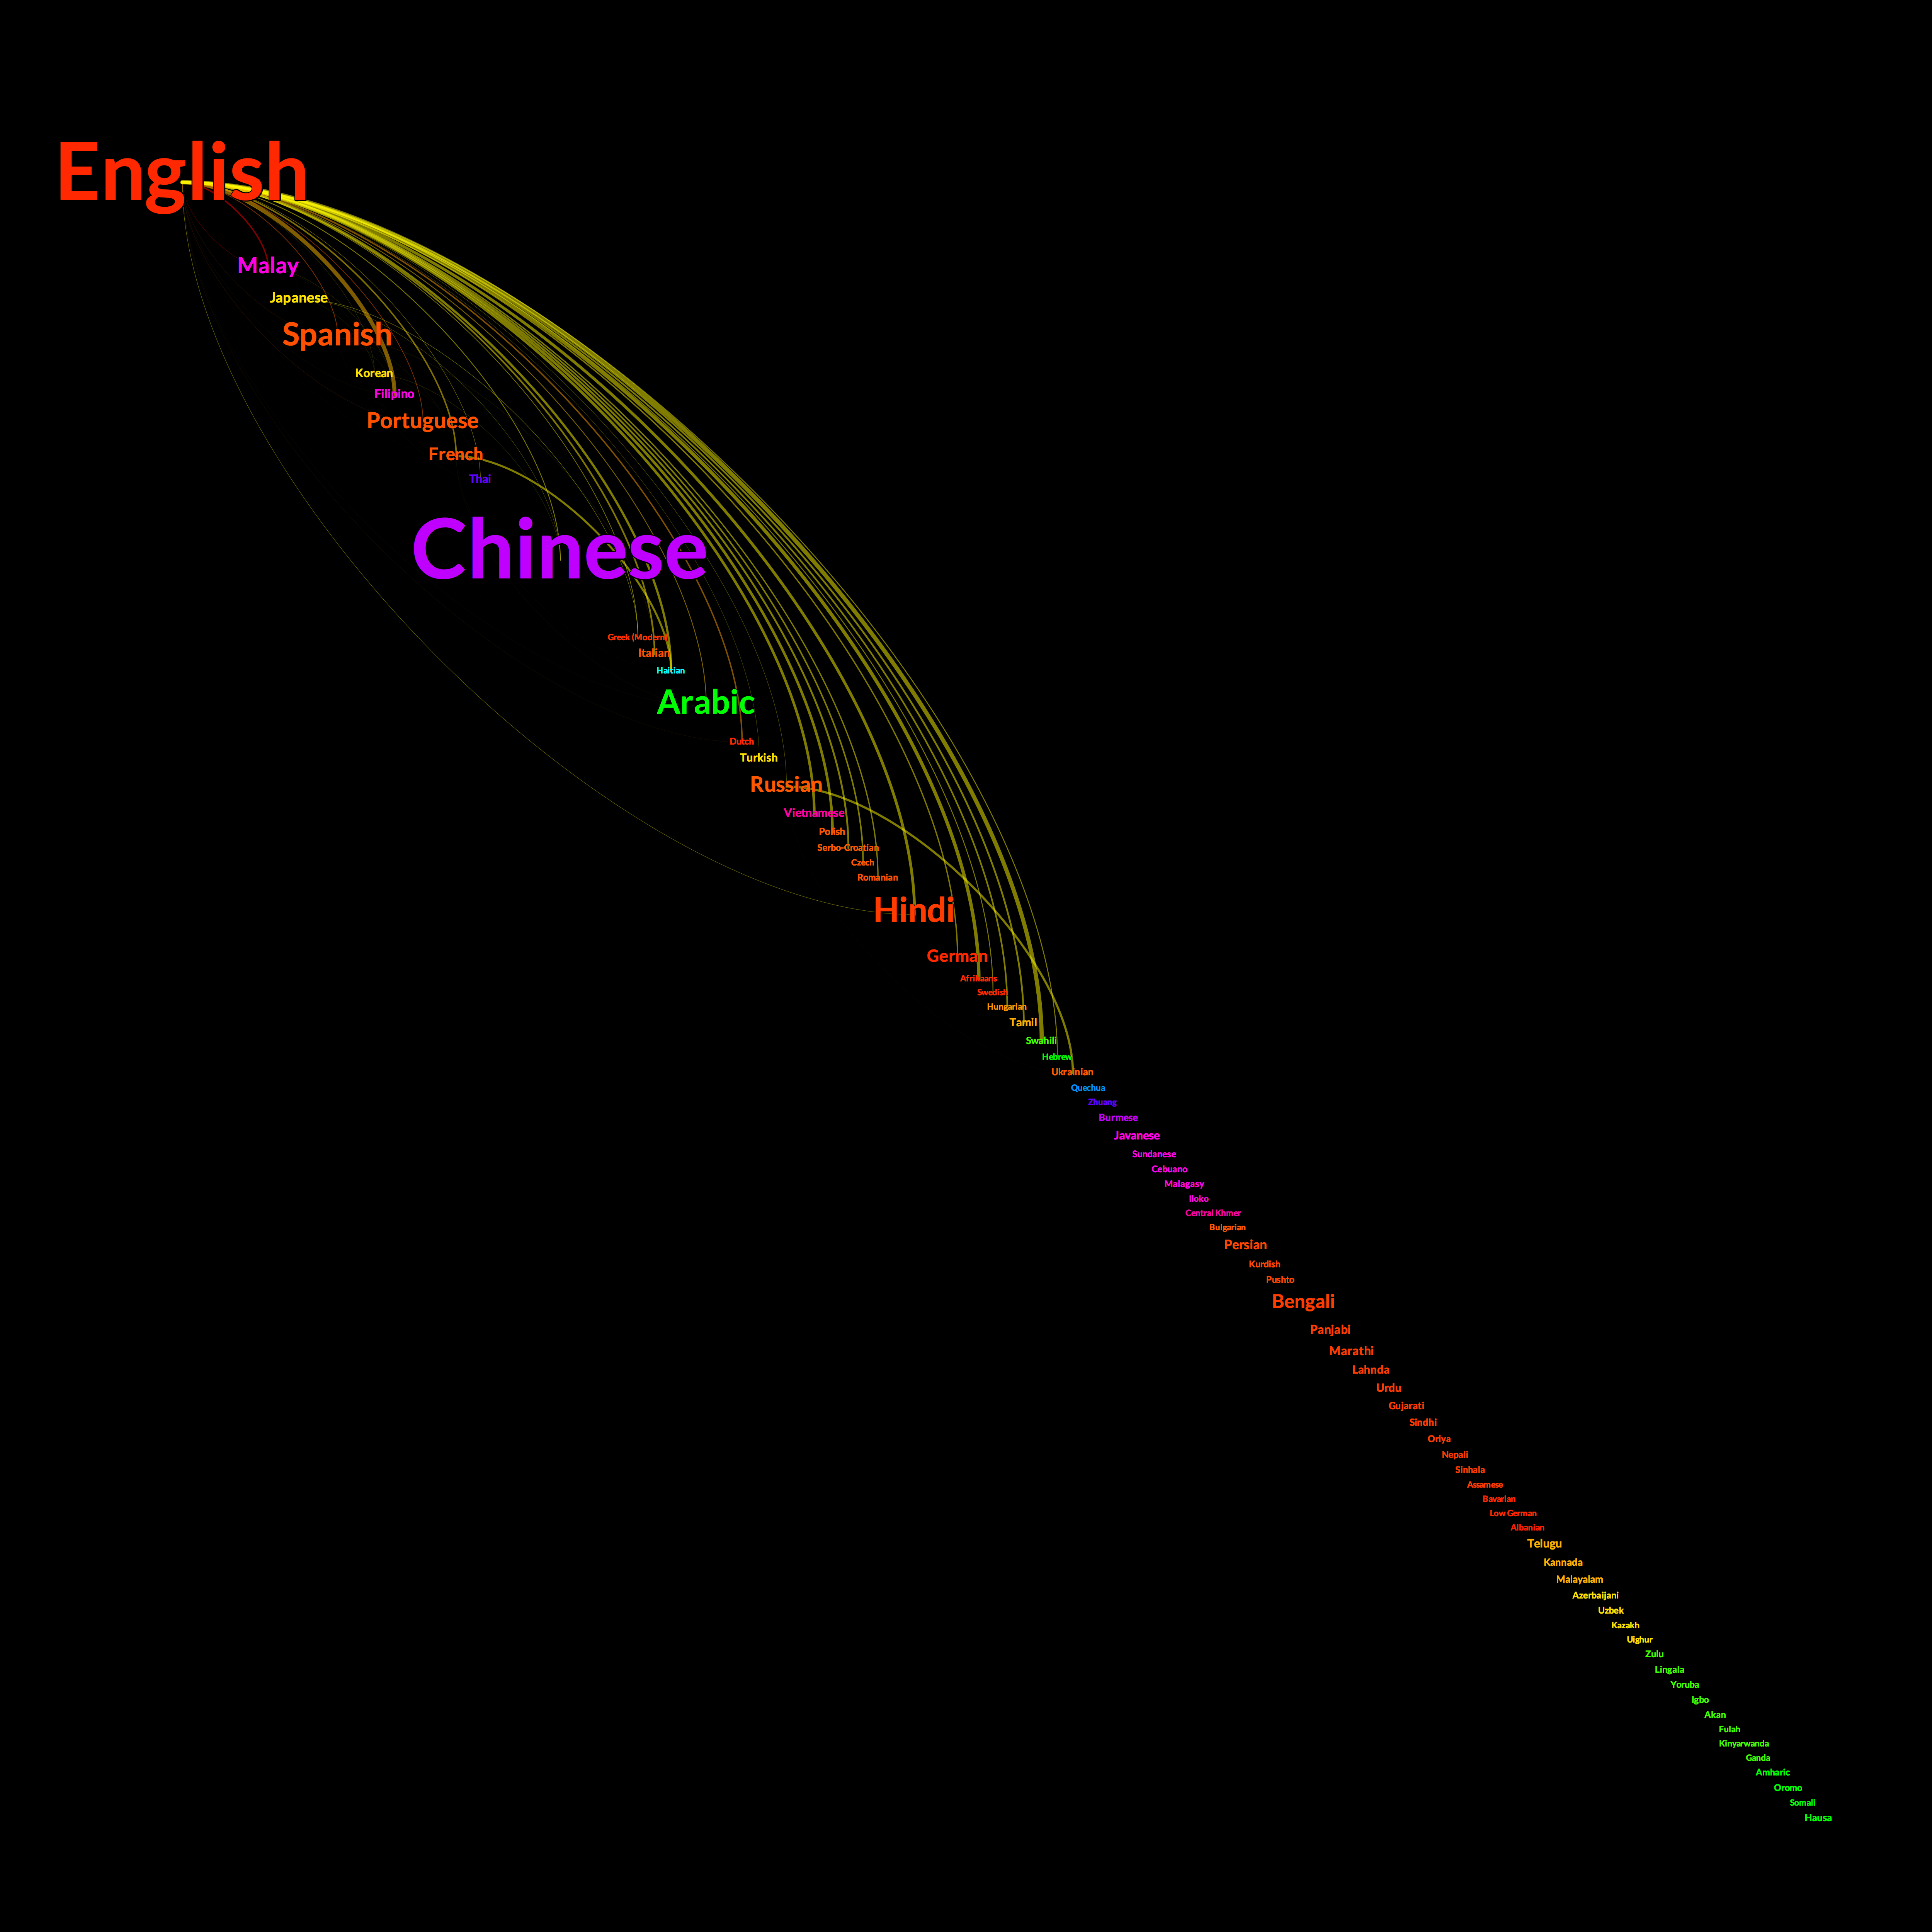 English
Malay
Japanese
Spanish
Korean
Filipino
Portuguese
French
Thai
Chinese
Greek (Modern)
Italian
Haitian
Arabic
Dutch
Turkish
Russian
Vietnamese
Polish
Serbo-Croatian
Czech
Romanian
Hindi
German
Afrikaans
Swedish
Hungarian
Tamil
Swahili
Hebrew
Ukrainian
Quechua
Zhuang
Burmese
Javanese
Sundanese
Cebuano
Malagasy
Iloko
Central Khmer
Bulgarian
Persian
Kurdish
Pushto
Bengali
Panjabi
Marathi
Lahnda
Urdu
Gujarati
Sindhi
Oriya
Nepali
Sinhala
Assamese
Bavarian
Low German
Albanian
Telugu
Kannada
Malayalam
Azerbaijani
Uzbek
Kazakh
Uighur
Zulu
Lingala
Yoruba
Igbo
Akan
Fulah
Kinyarwanda
Ganda
Amharic
Oromo
Somali
Hausa